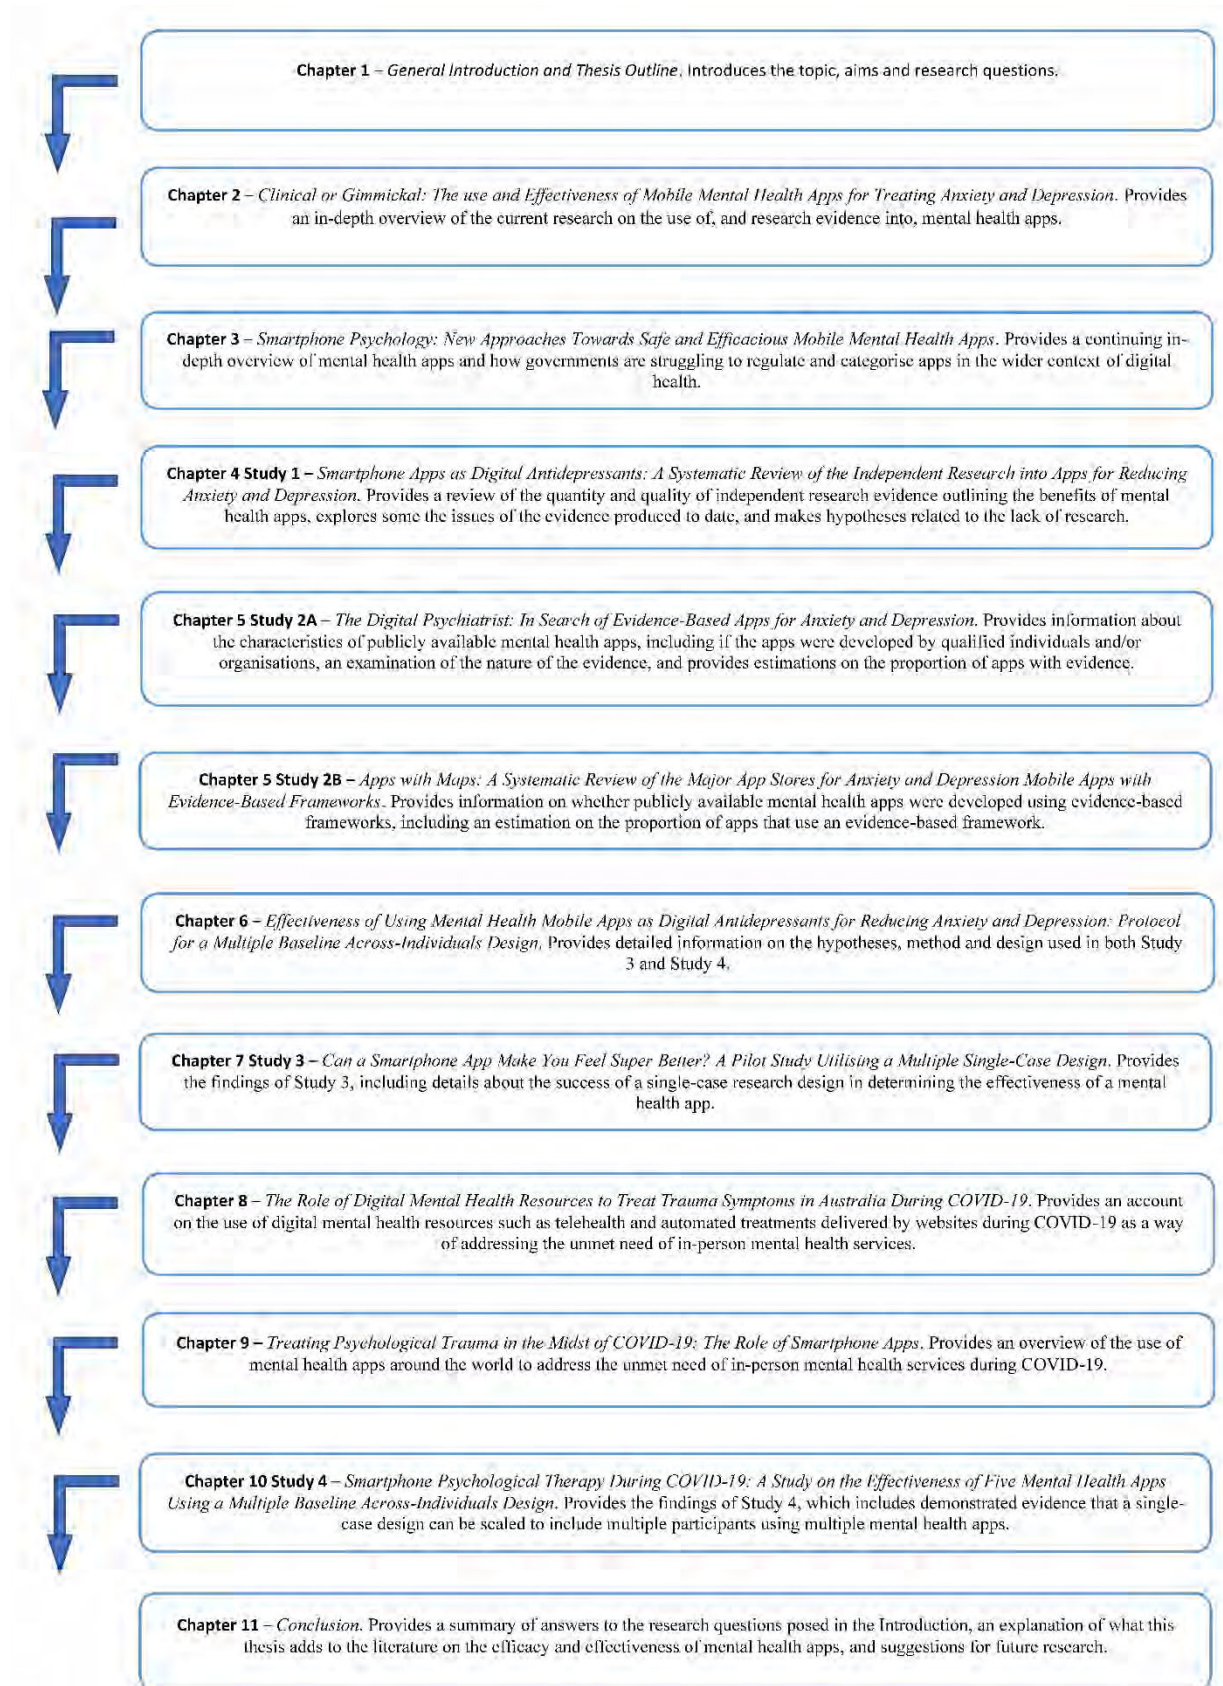 Chapter 1 – General Introduction and Thesis Outline. Introduces the topic, aims and research questions.
Chapter 2 – Clinical or Gimmickal: The use and Effectiveness of Mobile Mental Health Apps for Treating Anxiety and Depression. Provides
an in-depth overview of the current research on the use of, and research evidence into, mental health apps.
Chapter 3 – Smartphone Psychology: New Approaches Towards Safe and Efficacious Mobile Mental Health Apps. Provides a continuing in-
depth overview of mental health apps and how governments are struggling to regulate and categorise apps in the wider context of digital
health.
Chapter 4 Study 1 – Smartphone Apps as Digital Antidepressants: A Systematic Review of the Independent Research into Apps for Reducing
Anxiety and Depression. Provides a review of the quantity and quality of independent research evidence outlining the benefits of mental
health apps, explores some the issues of the evidence produced to date, and makes hypotheses related to the lack of research.
Chapter 5 Study 2A – The Digital Psychiatrist: In Search of Evidence-Based Apps for Anxiety and Depression. Provides information about
the characteristics of publicly available mental health apps, including if the apps were developed by qualified individuals and/or
organisations, an examination of the nature of the evidence, and provides estimations on the proportion of apps with evidence.
Chapter 5 Study 2B – Apps with Maps: A Systematic Review of the Major App Stores for Anxiety and Depression Mobile Apps with
Evidence-Based Frameworks. Provides information on whether publicly available mental health apps were developed using evidence-based
frameworks, including an estimation on the proportion of apps that use an evidence-based framework.
Chapter 6 – Effectiveness of Using Mental Health Mobile Apps as Digital Antidepressants for Reducing Anxiety and Depression: Protocol
for a Multiple Baseline Across-Individuals Design, Provides detailed information on the hypotheses, method and design used in both Study
3 and Study 4.
Chapter 7 Study 3 – Can a Smartphone App Make You Feel Super Better? A Pilot Study Utilising a Multiple Single-Case Design. Provides
the findings of Study 3, including details about the success of a single-case research design in determining the effectiveness of a mental
health app.
Chapter 8 – The Role of Digital Mental Health Resources to Treat Trauma Symptoms in Australia During COVID-19. Provides an account
on the use of digital mental health resources such as telehealth and automated treatments delivered by websites during COVID-19 as a way
of addressing the unmet need of in-person mental health services.
Chapter 9 – Treating Psychological Trauma in the Midst of COVID-19: The Role of Smartphone Apps. Provides an overview of the use of
mental health apps around the world to address the unmet need of in-person mental health services during COVID-19.
Chapter 10 Study 4 – Smartphone Psychological Therapy During COVID-19: A Study on the Effectiveness of Five Mental Health Apps
Using a Multiple Baseline Across-Individuals Design. Provides the findings of Study 4, which includes demonstrated evidence that a single-
case design can be scaled to include multiple participants using multiple mental health apps.
Chapter 11 – Conclusion. Provides a summary of answers to the research questions posed in the Introduction, an explanation of what this
thesis adds to the literature on the efficacy and effectiveness of mental health apps, and suggestions for future research.